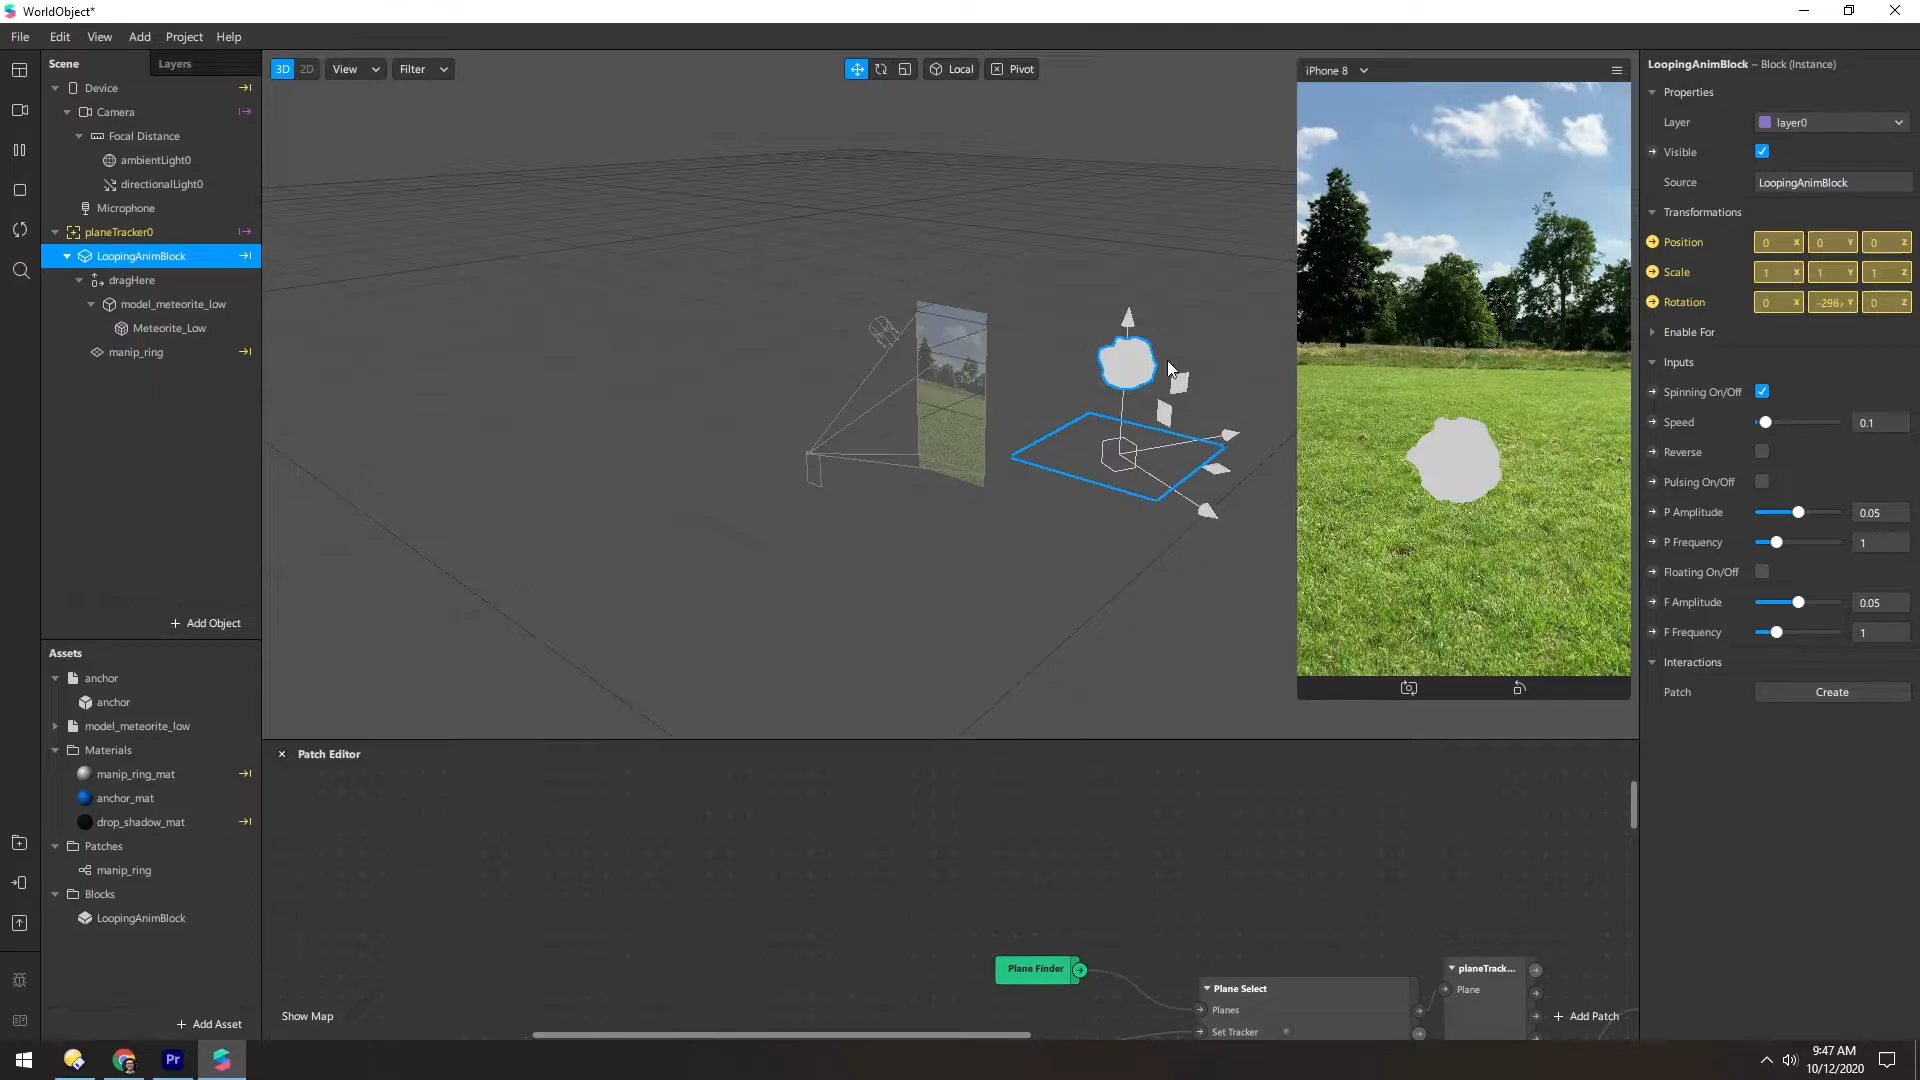 WorldObject*
File Edit View Add Project Help
Scene Layers
Device
Camera
Focal Distance
ambientLight0
directionalLight0
Microphone
planeTracker0
LoopingAnimBlock
dragHere
model_meteorite_low
Meteorite_Low
manip_ring
+ Add Object
Assets
anchor
anchor
model_meteorite_low
Materials
manip_ring_mat
anchor_mat
drop_shadow_mat
Patches
manip_ring
Blocks
LoopingAnimBlock
+ Add Asset
3D 2D View Filter Local Pivot
iPhone 8
Patch Editor
Plane Finder
Plane Select
Planes
Set Tracker
planeTrack...
Plane
Show Map
+ Add Patch
LoopingAnimBlock – Block (Instance)
Properties
Layer layer0
Visible
Source LoopingAnimBlock
Transformations
Position 0 X 0 Y 0 Z
Scale 1 X 1 Y 1 Z
Rotation 0 X -298. Y 0 Z
Enable For
Inputs
Spinning On/Off
Speed 0.1
Reverse
Pulsing On/Off
P Amplitude 0.05
P Frequency 1
Floating On/Off
F Amplitude 0.05
F Frequency 1
Interactions
Patch Create
Pr
9:47 AM
10/12/2020